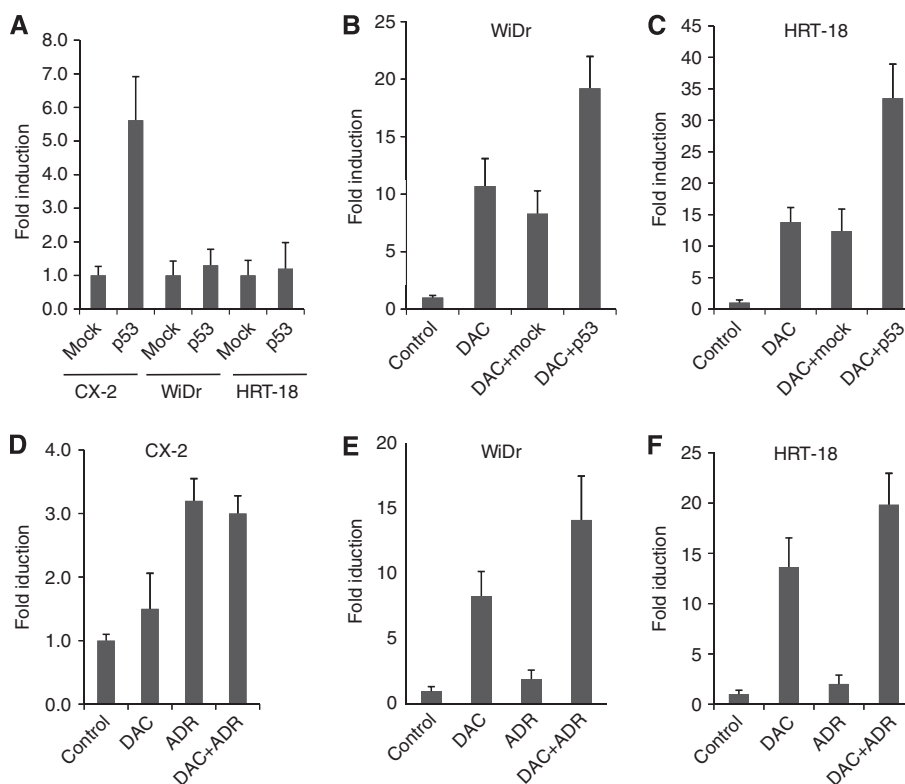 A
8.0
7.0
6.0
5.0
4.0
3.0
2.0
1.0
0.0
Fold induction
Mock
p53
Mock
p53
Mock
p53
CX-2
WiDr
HRT-18
B
WiDr
25
20
15
10
5
0
Fold induction
Control
DAC
DAC+mock
DAC+p53
C
HRT-18
45
40
35
30
25
20
15
10
5
0
Fold induction
Control
DAC
DAC+mock
DAC+p53
D
CX-2
4.0
3.0
2.0
1.0
0.0
Fold iduction
Control
DAC
ADR
DAC+ADR
E
WiDr
20
15
10
5
0
Fold iduction
Control
DAC
ADR
DAC+ADR
F
HRT-18
25
20
15
10
5
0
Fold iduction
Control
DAC
ADR
DAC+ADR